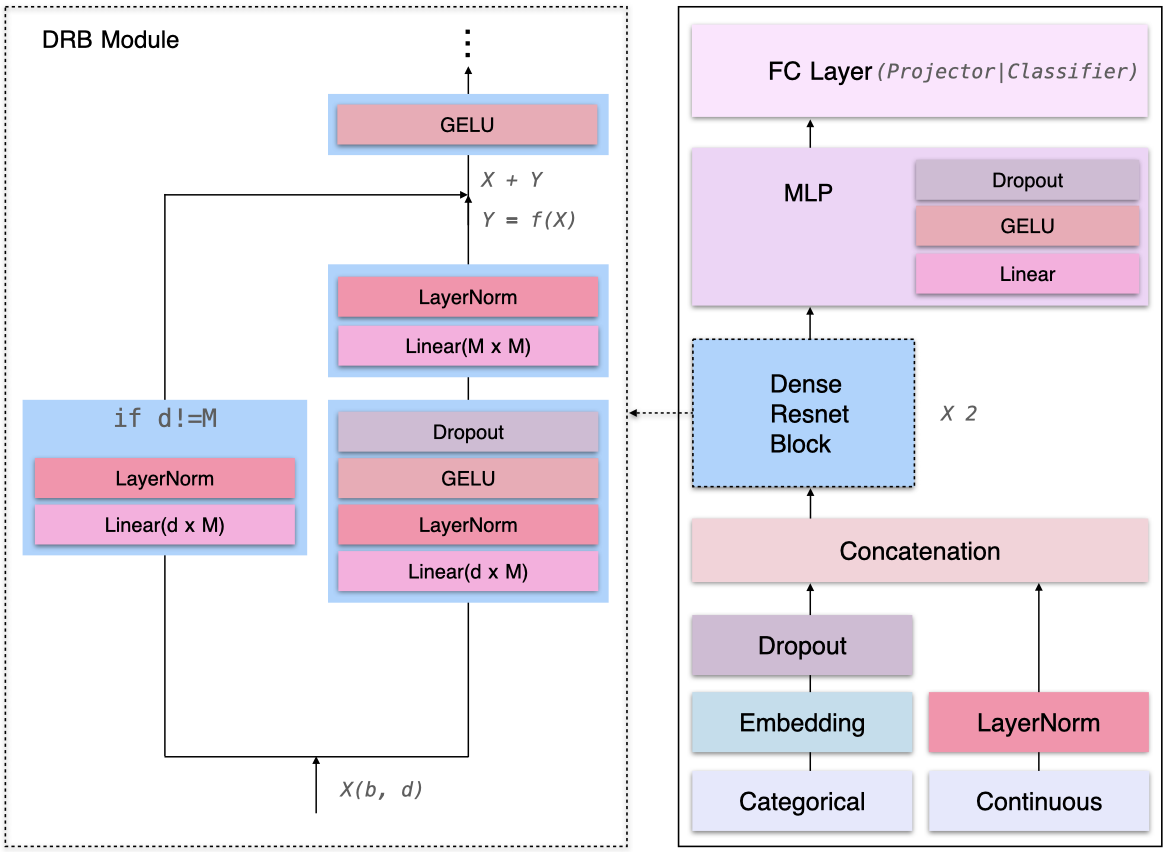 DRB Module
GELU
X + Y
Y = f(X)
LayerNorm
Linear(M x M)
if d!=M
LayerNorm
Linear(d x M)
Dropout
GELU
LayerNorm
Linear(d x M)
X(b, d)
FC Layer (Projector|Classifier)
MLP
Dropout
GELU
Linear
Dense
Resnet
Block
X 2
Concatenation
Dropout
Embedding
LayerNorm
Categorical
Continuous